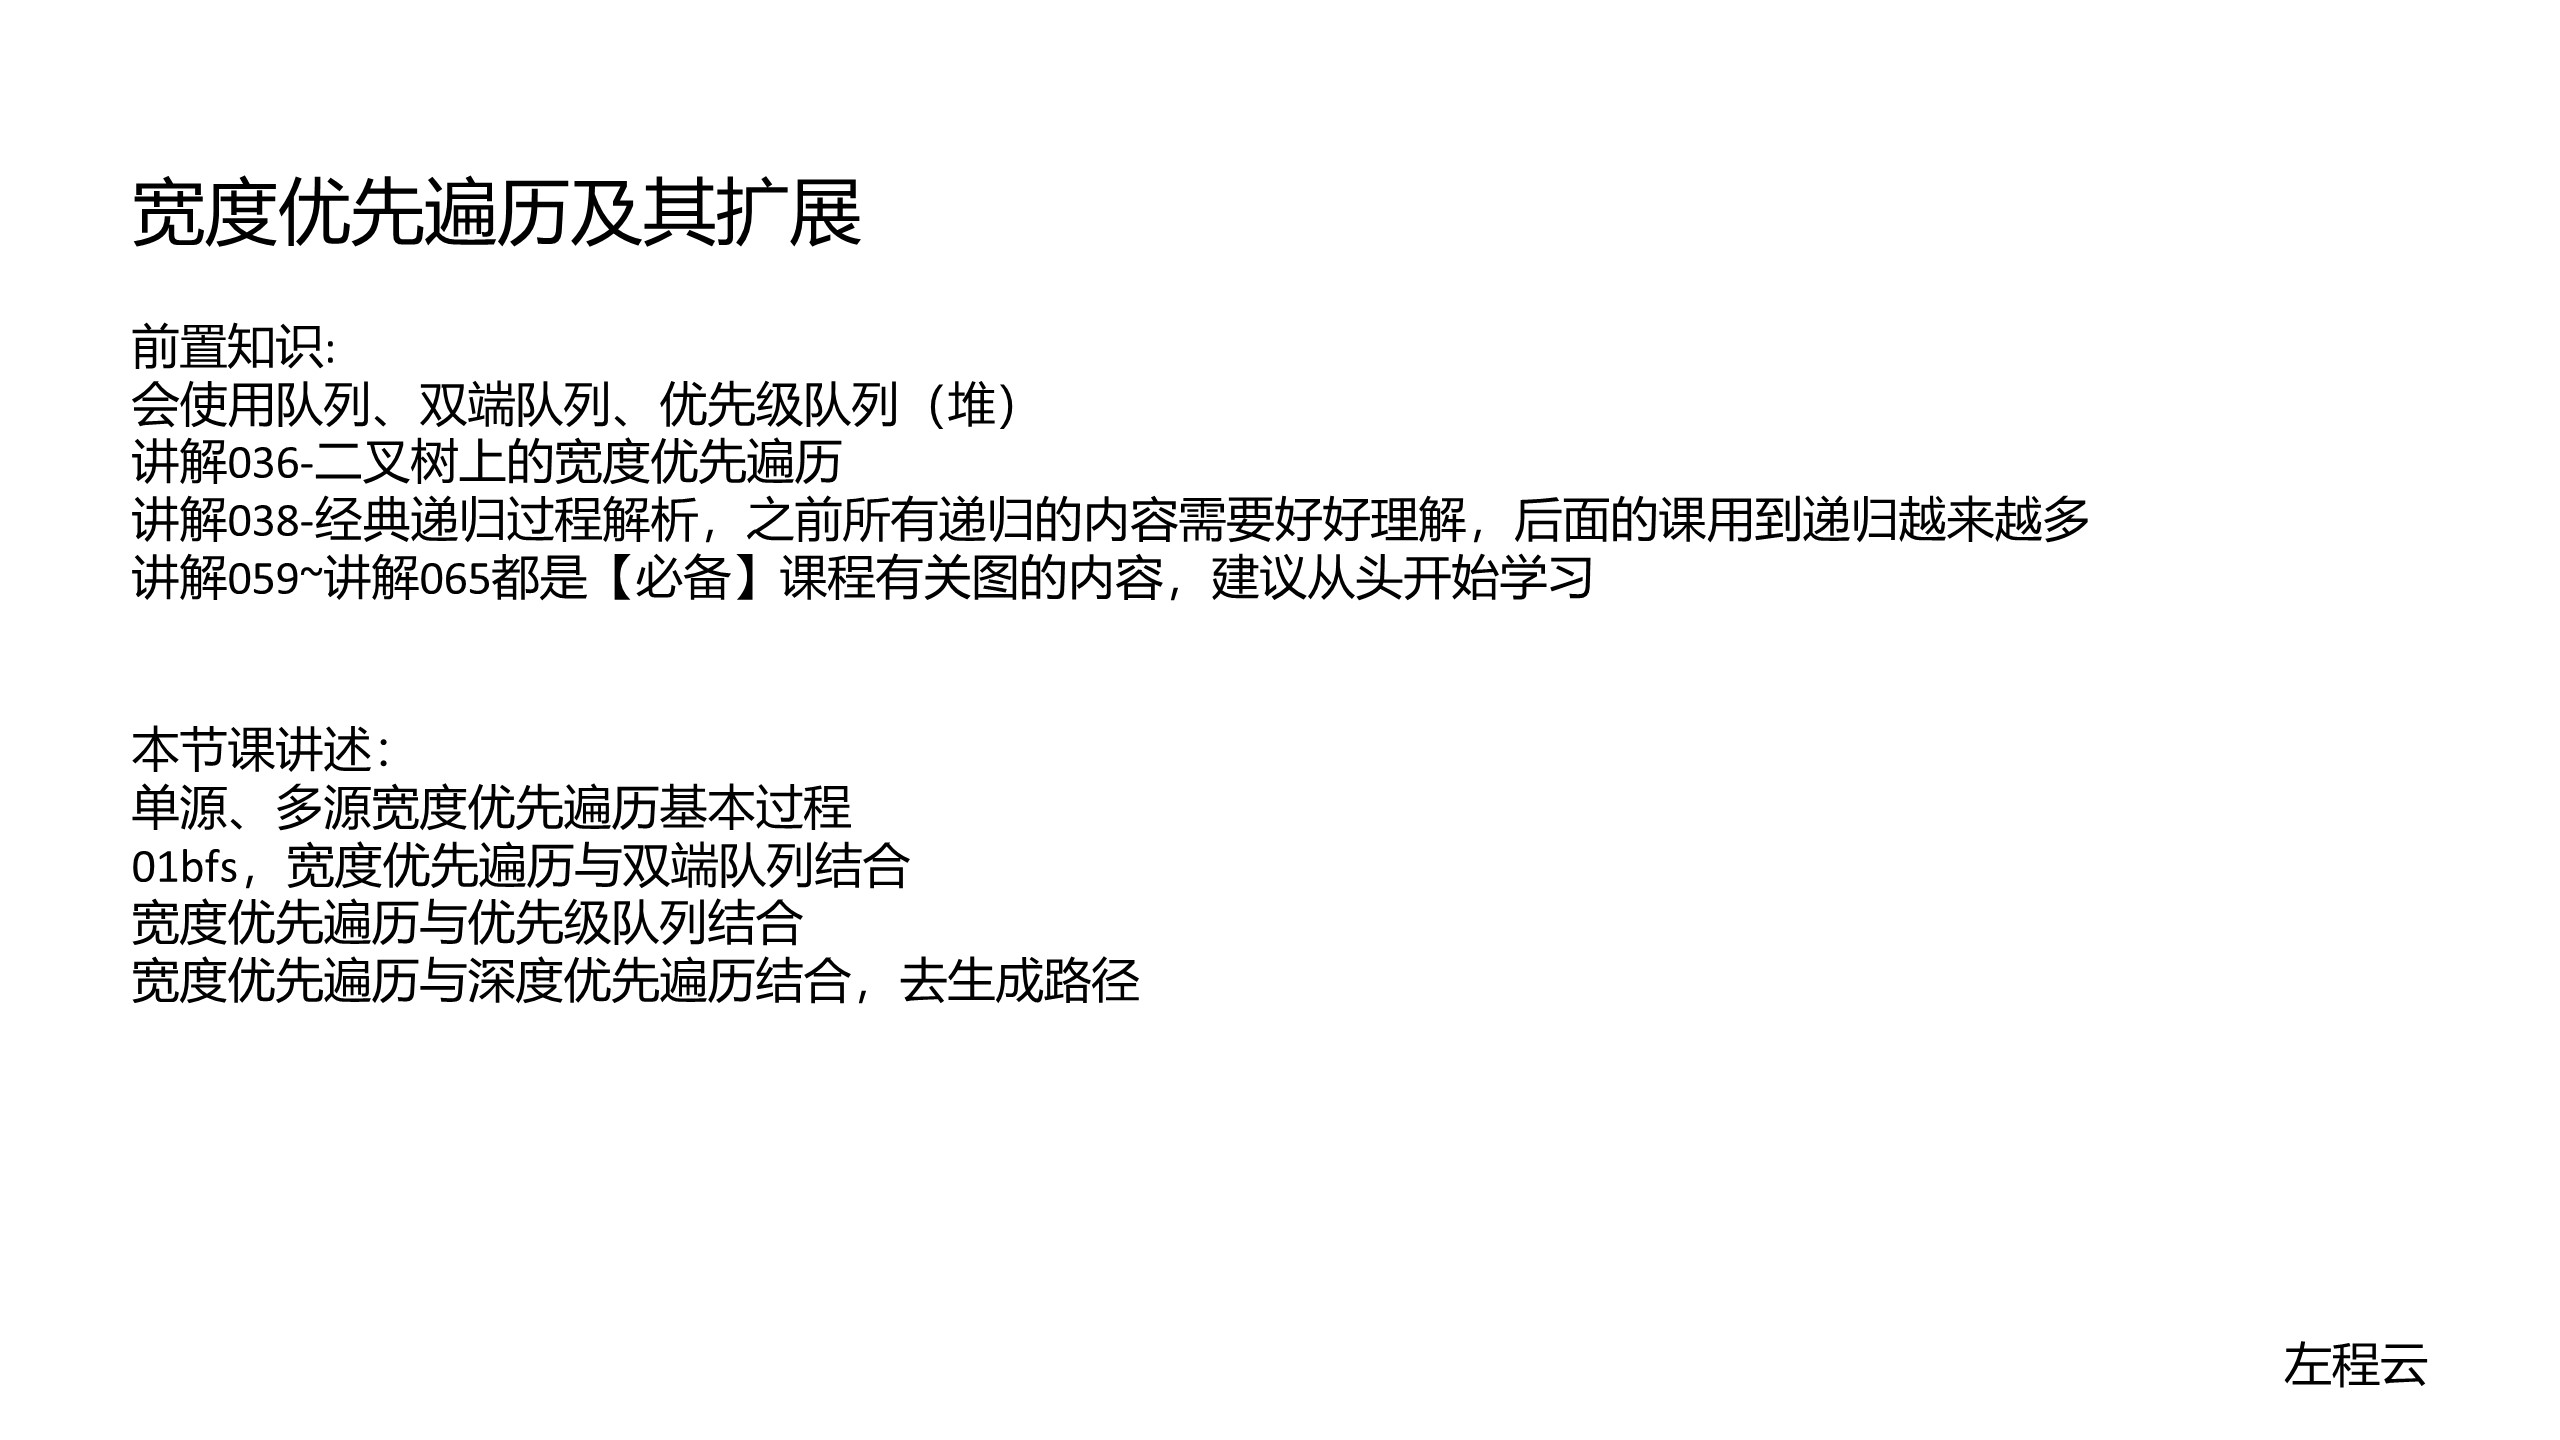 宽度优先遍历及其扩展
前置知识:
会使用队列、双端队列、优先级队列（堆）
讲解036-二叉树上的宽度优先遍历
讲解038-经典递归过程解析，之前所有递归的内容需要好好理解，后面的课用到递归越来越多
讲解059~讲解065都是【必备】课程有关图的内容，建议从头开始学习
本节课讲述：
单源、多源宽度优先遍历基本过程
01bfs，宽度优先遍历与双端队列结合
宽度优先遍历与优先级队列结合
宽度优先遍历与深度优先遍历结合，去生成路径
左程云